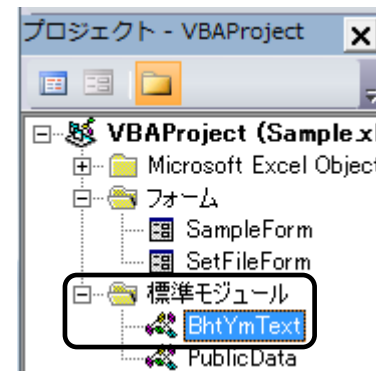 プロジェクト - VBAProject
VBAProject (Sample.xl
Microsoft Excel Object
フォーム
SampleForm
SetFileForm
標準モジュール
BhtYmText
PublicData